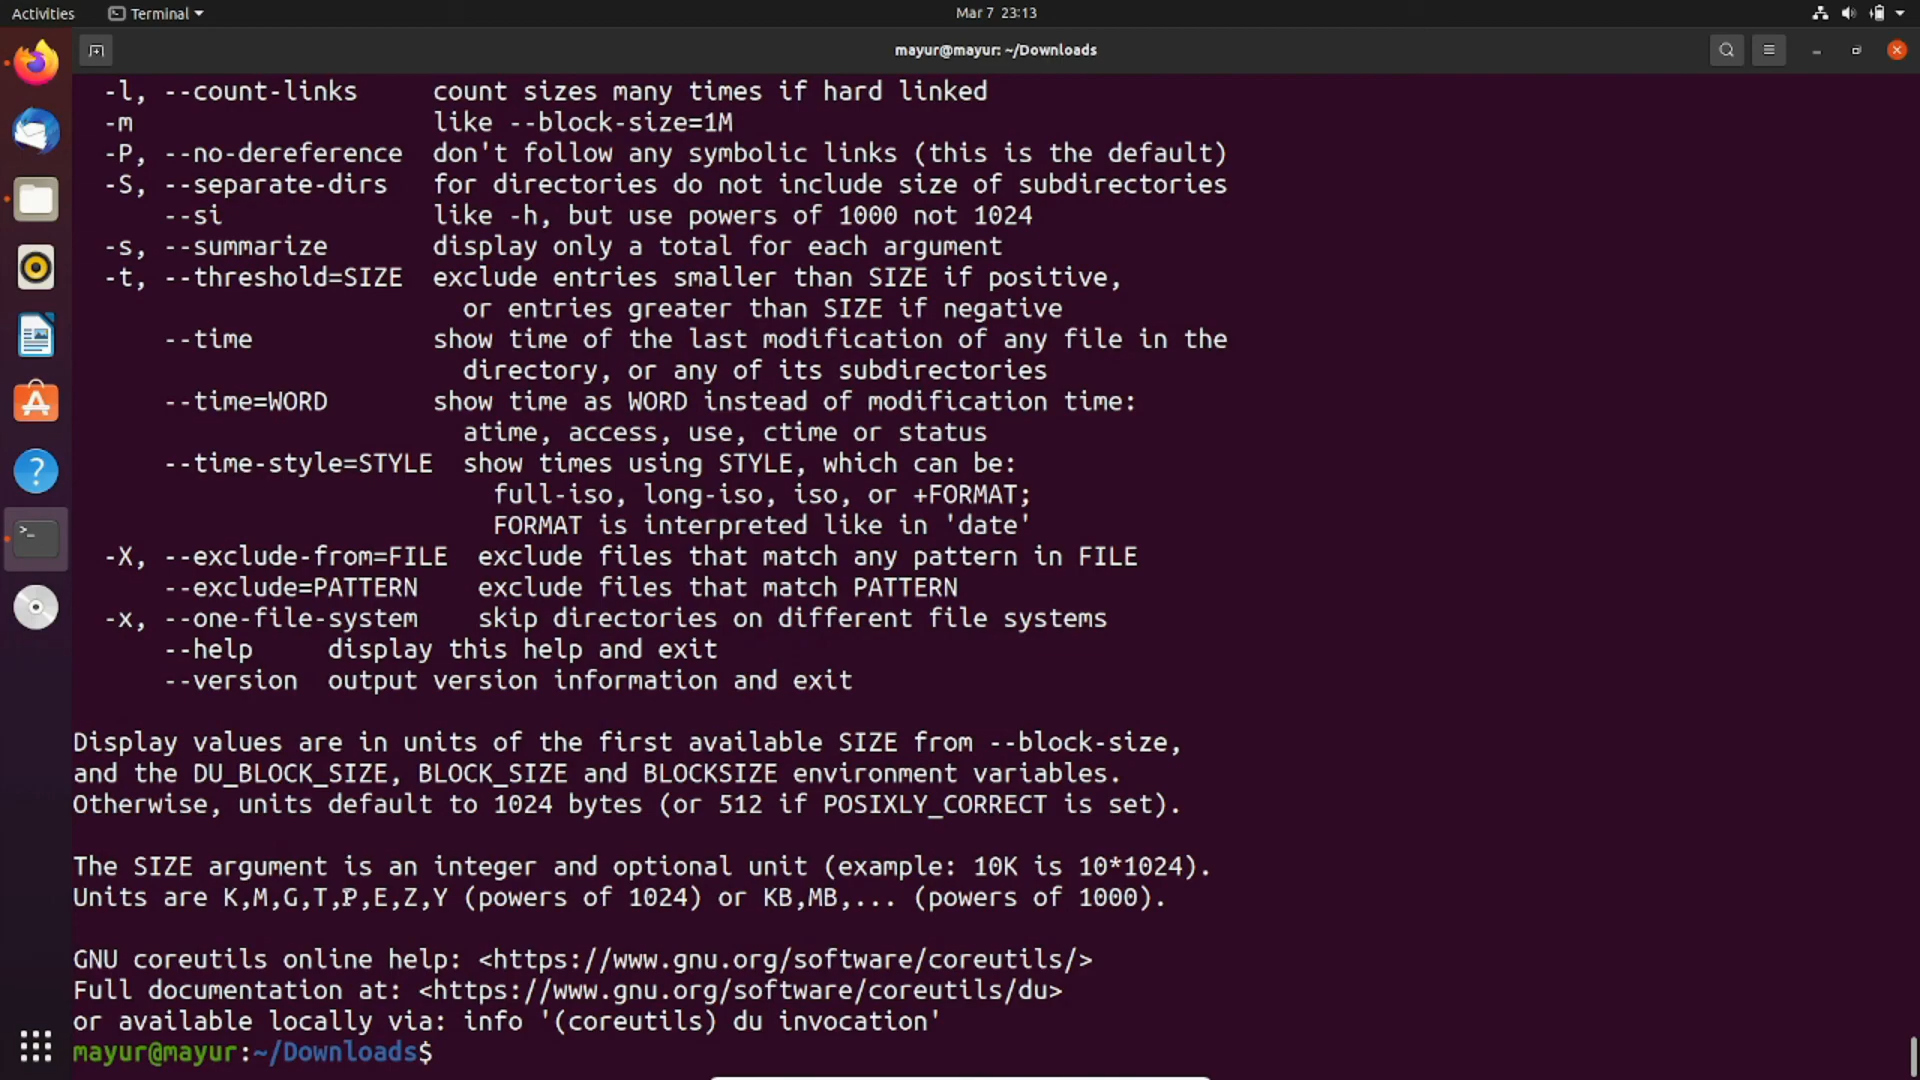 Activities
Terminal
Mar 7 23:13
mayur@mayur: ~/Downloads
-l, --count-links     count sizes many times if hard linked
-m                    like --block-size=1M
-P, --no-dereference  don't follow any symbolic links (this is the default)
-S, --separate-dirs   for directories do not include size of subdirectories
    --si              like -h, but use powers of 1000 not 1024
-s, --summarize       display only a total for each argument
-t, --threshold=SIZE  exclude entries smaller than SIZE if positive,
                        or entries greater than SIZE if negative
    --time            show time of the last modification of any file in the
                        directory, or any of its subdirectories
    --time=WORD       show time as WORD instead of modification time:
                        atime, access, use, ctime or status
    --time-style=STYLE  show times using STYLE, which can be:
                          full-iso, long-iso, iso, or +FORMAT;
                          FORMAT is interpreted like in 'date'
-X, --exclude-from=FILE  exclude files that match any pattern in FILE
    --exclude=PATTERN    exclude files that match PATTERN
-x, --one-file-system    skip directories on different file systems
    --help     display this help and exit
    --version  output version information and exit
Display values are in units of the first available SIZE from --block-size,
and the DU_BLOCK_SIZE, BLOCK_SIZE and BLOCKSIZE environment variables.
Otherwise, units default to 1024 bytes (or 512 if POSIXLY_CORRECT is set).
The SIZE argument is an integer and optional unit (example: 10K is 10*1024).
Units are K,M,G,T,P,E,Z,Y (powers of 1024) or KB,MB,... (powers of 1000).
GNU coreutils online help: <https://www.gnu.org/software/coreutils/>
Full documentation at: <https://www.gnu.org/software/coreutils/du>
or available locally via: info '(coreutils) du invocation'
mayur@mayur:~/Downloads$